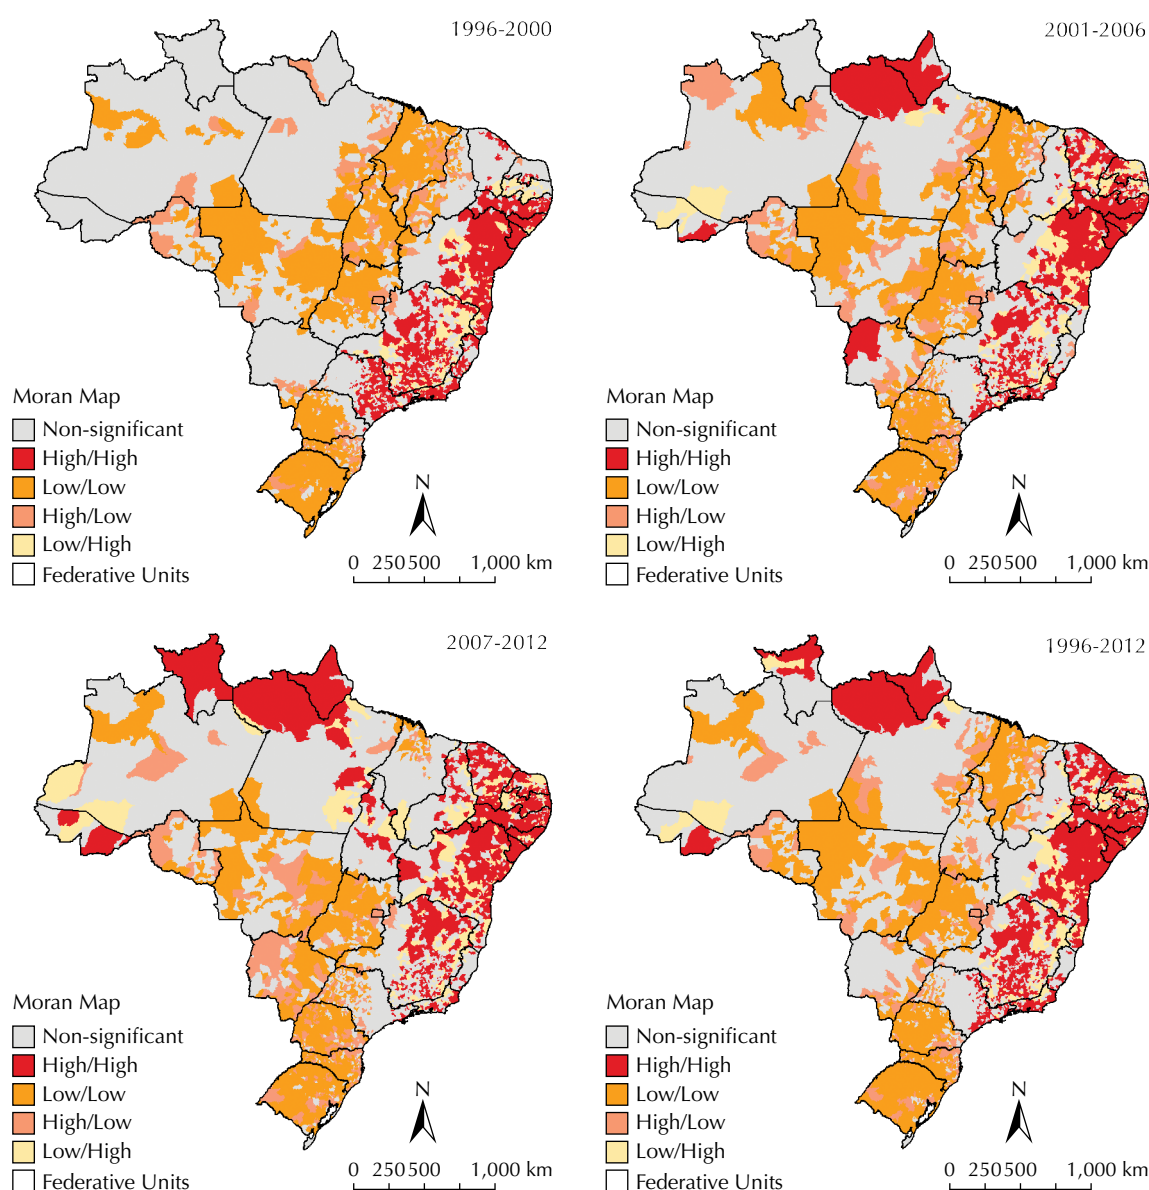 1996-2000
Moran Map
Non-significant
High/High
Low/Low
High/Low
Low/High
Federative Units
N
0 250500 1,000 km
2001-2006
Moran Map
Non-significant
High/High
Low/Low
High/Low
Low/High
Federative Units
N
0 250500 1,000 km
2007-2012
Moran Map
Non-significant
High/High
Low/Low
High/Low
Low/High
Federative Units
N
0 250500 1,000 km
1996-2012
Moran Map
Non-significant
High/High
Low/Low
High/Low
Low/High
Federative Units
N
0 250500 1,000 km